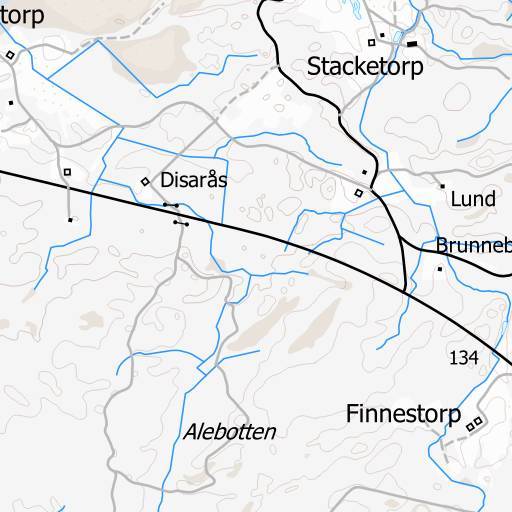 torp
Stacketorp
Disarås
Lund
Brunneb
134
Finnestorp
Alebotten